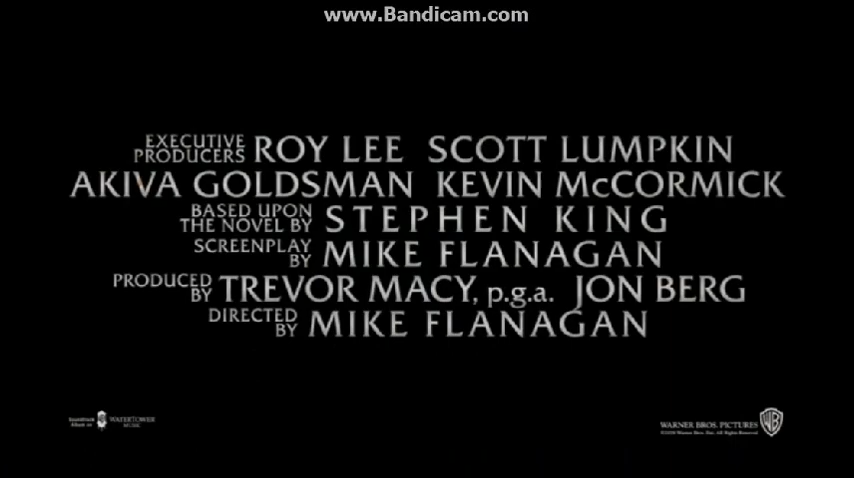 www.Bandicam.com
EXECUTIVE PRODUCERS ROY LEE SCOTT LUMPKIN
AKIVA GOLDSMAN KEVIN McCORMICK
BASED UPON THE NOVEL BY STEPHEN KING
SCREENPLAY BY MIKE FLANAGAN
PRODUCED BY TREVOR MACY, p.g.a. JON BERG
DIRECTED BY MIKE FLANAGAN
WATERTOWER MUSIC
WARNER BROS. PICTURES
WB